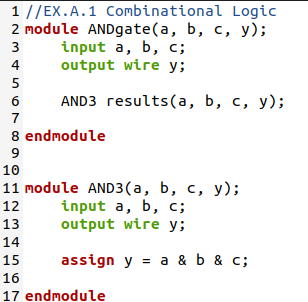 1 //EX.A.1 Combinational Logic
2 module ANDgate(a, b, c, y);
3     input a, b, c;
4     output wire y;
5
6     AND3 results(a, b, c, y);
7
8 endmodule
9
10
11 module AND3(a, b, c, y);
12     input a, b, c;
13     output wire y;
14
15     assign y = a & b & c;
16
17 endmodule